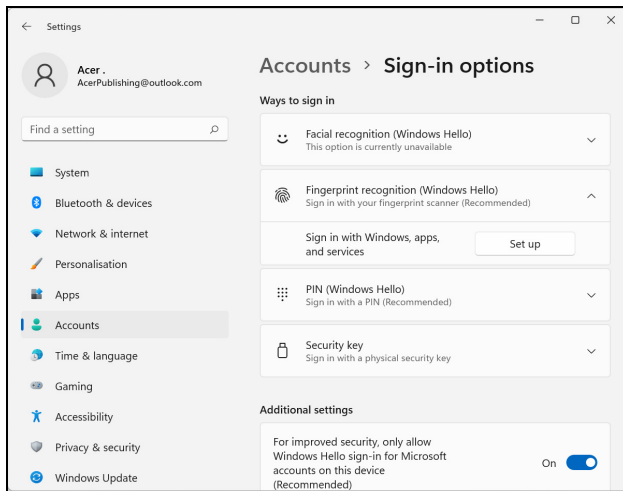 Settings
Acer .
AcerPublishing@outlook.com
Find a setting
System
Bluetooth & devices
Network & internet
Personalisation
Apps
Accounts
Time & language
Gaming
Accessibility
Privacy & security
Windows Update
Accounts > Sign-in options
Ways to sign in
Facial recognition (Windows Hello)
This option is currently unavailable
Fingerprint recognition (Windows Hello)
Sign in with your fingerprint scanner (Recommended)
Sign in with Windows, apps,
and services
Set up
PIN (Windows Hello)
Sign in with a PIN (Recommended)
Security key
Sign in with a physical security key
Additional settings
For improved security, only allow
Windows Hello sign-in for Microsoft
accounts on this device
(Recommended)
On